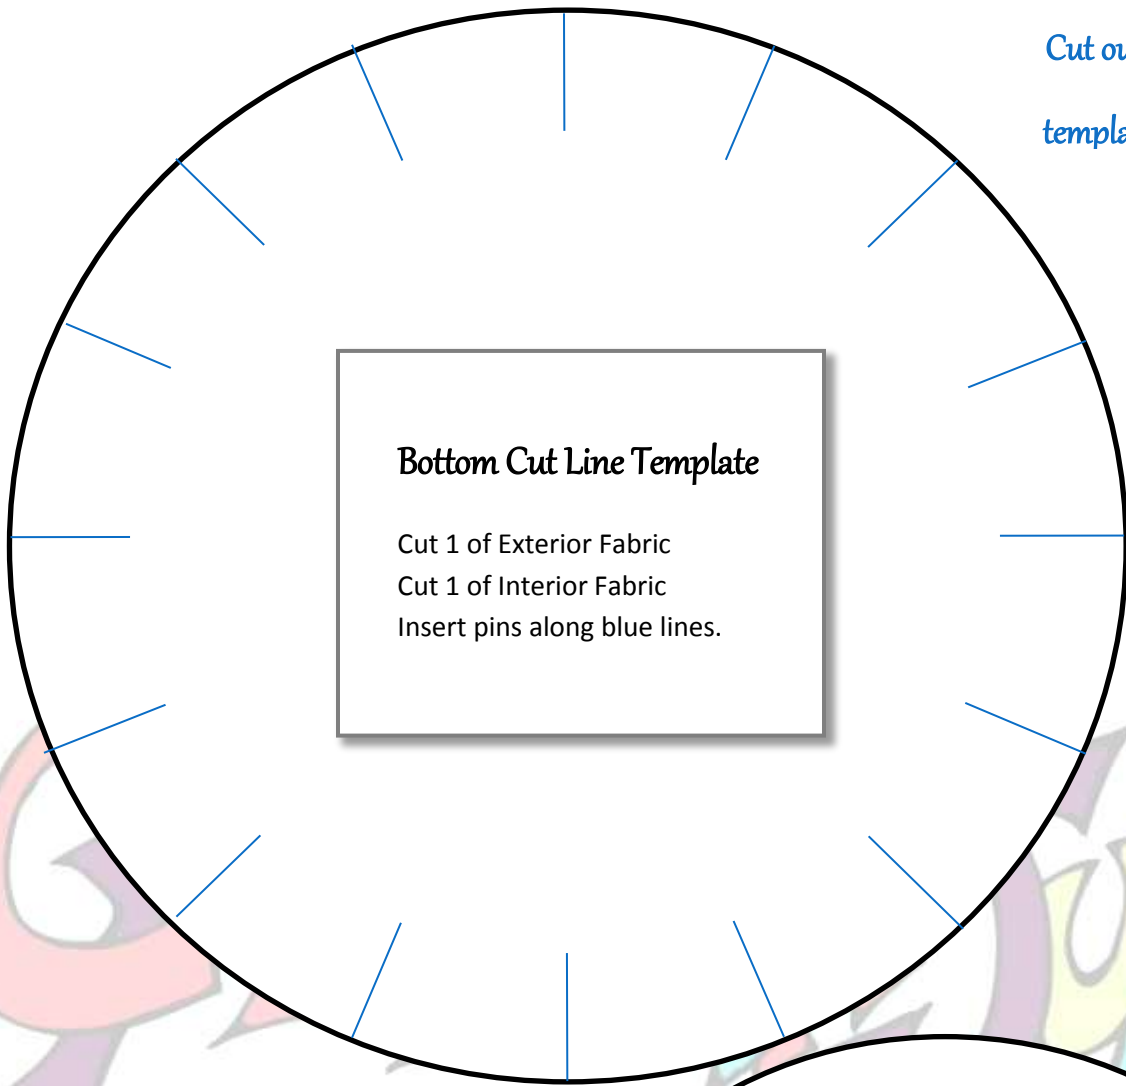 Cut
Bottom Cut Line Template
Cut 1 of Exterior Fabric
Cut 1 of Interior Fabric
Insert pins along blue lines.